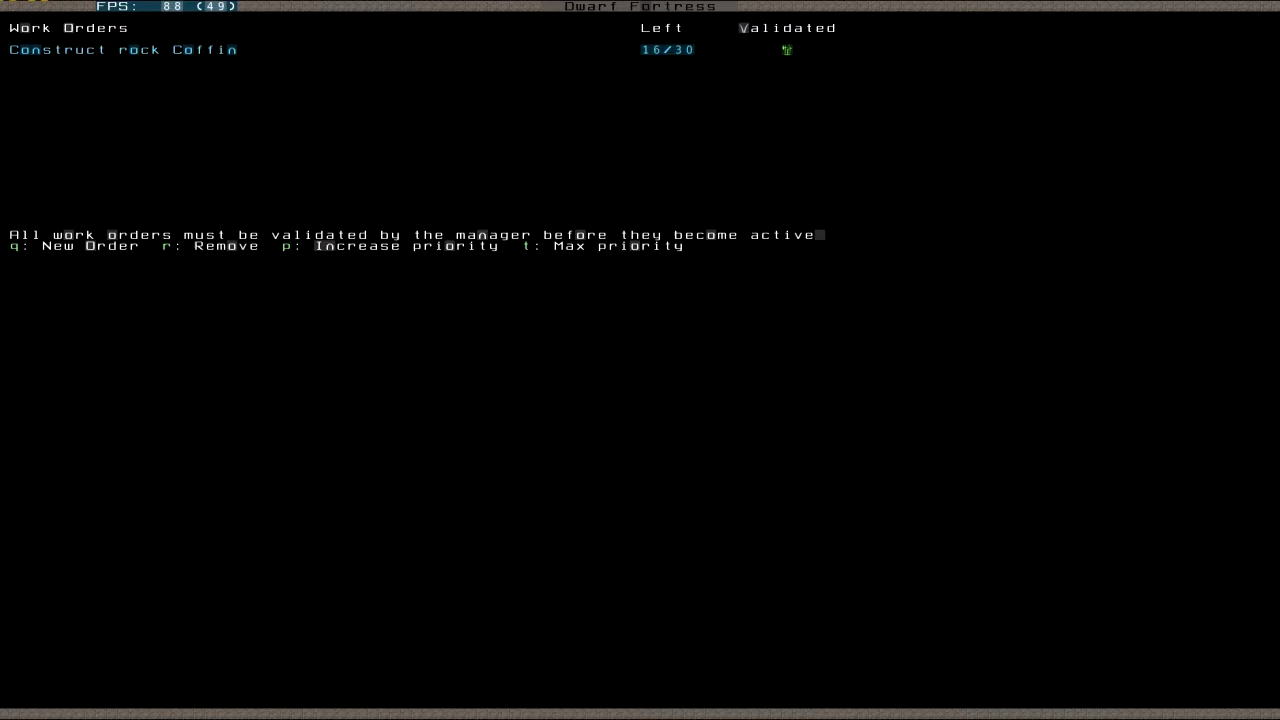 FPS: 88 (49) Dwarf Fortress
Work Orders Left Validated
Construct rock Coffin 16/30
All work orders must be validated by the manager before they become active
q: New Order r: Remove p: Increase priority t: Max priority